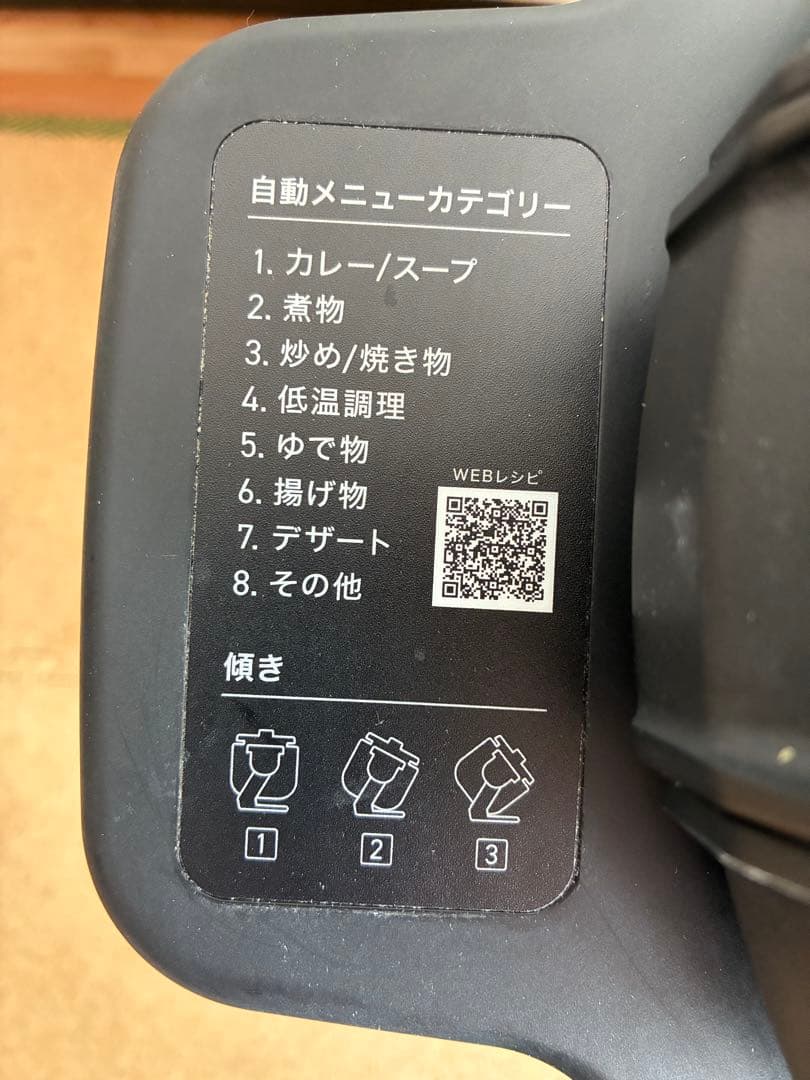 自動メニューカテゴリー
1. カレー/スープ
2. 煮物
3. 炒め/焼き物
4. 低温調理
5. ゆで物
6. 揚げ物
7. デザート
8. その他
WEBレシピ
傾き
1 2 3